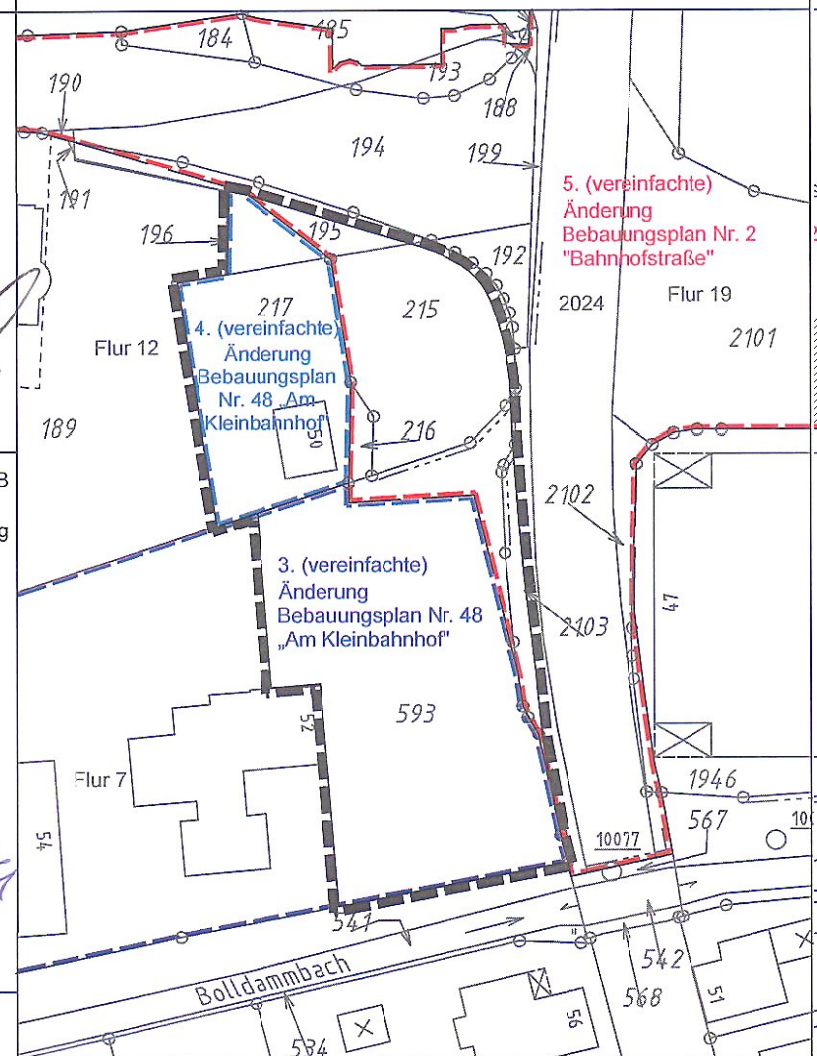 184
185
193
190
188
194
199
191
5. (vereinfachte)
Änderung
Bebauungsplan Nr. 2
"Bahnhofstraße"
196
195
192
2024
Flur 19
217
215
2101
Flur 12
4. (vereinfachte)
Änderung
Bebauungsplan
Nr. 48 „Am
Kleinbahnhof"
50
216
189
B
g
2102
3. (vereinfachte)
Änderung
Bebauungsplan Nr. 48
„Am Kleinbahnhof"
47
2103
593
52
Flur 7
1946
567
54
10077
541
542
Bolldammbach
568
51
56
534